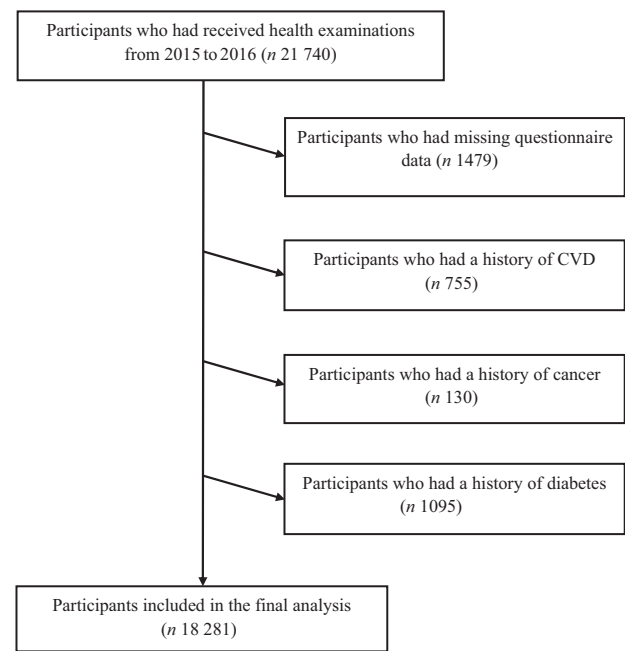 Participants who had received health examinations
from 2015 to 2016 (n 21 740)
Participants who had missing questionnaire
data (n 1479)
Participants who had a history of CVD
(n 755)
Participants who had a history of cancer
(n 130)
Participants who had a history of diabetes
(n 1095)
Participants included in the final analysis
(n 18 281)